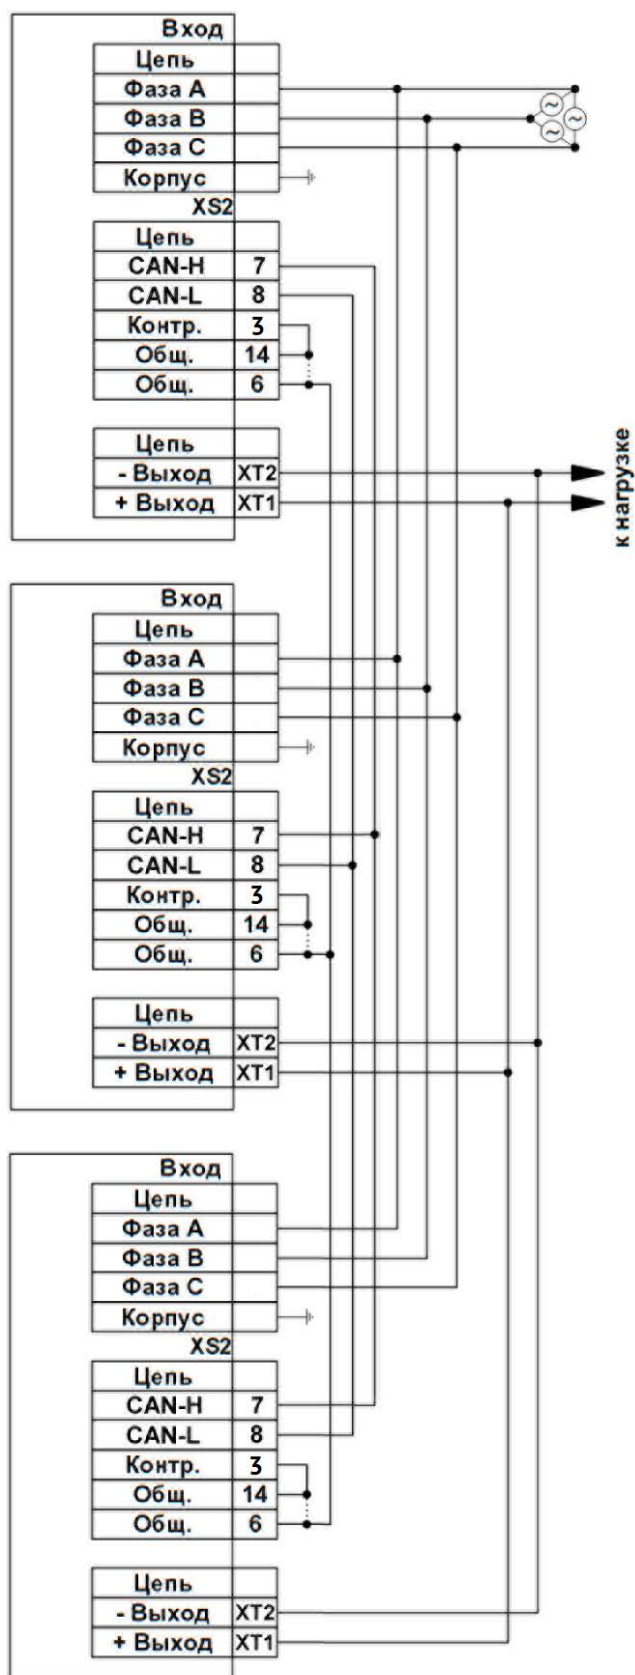 Вход
Цепь
Фаза A
Фаза B
Фаза C
Корпус
XS2
Цепь
CAN-H 7
CAN-L 8
Контр. 3
Общ. 14
Общ. 6
Цепь
- Выход XT2
+ Выход XT1
к нагрузке
Вход
Цепь
Фаза A
Фаза B
Фаза C
Корпус
XS2
Цепь
CAN-H 7
CAN-L 8
Контр. 3
Общ. 14
Общ. 6
Цепь
- Выход XT2
+ Выход XT1
Вход
Цепь
Фаза A
Фаза B
Фаза C
Корпус
XS2
Цепь
CAN-H 7
CAN-L 8
Контр. 3
Общ. 14
Общ. 6
Цепь
- Выход XT2
+ Выход XT1